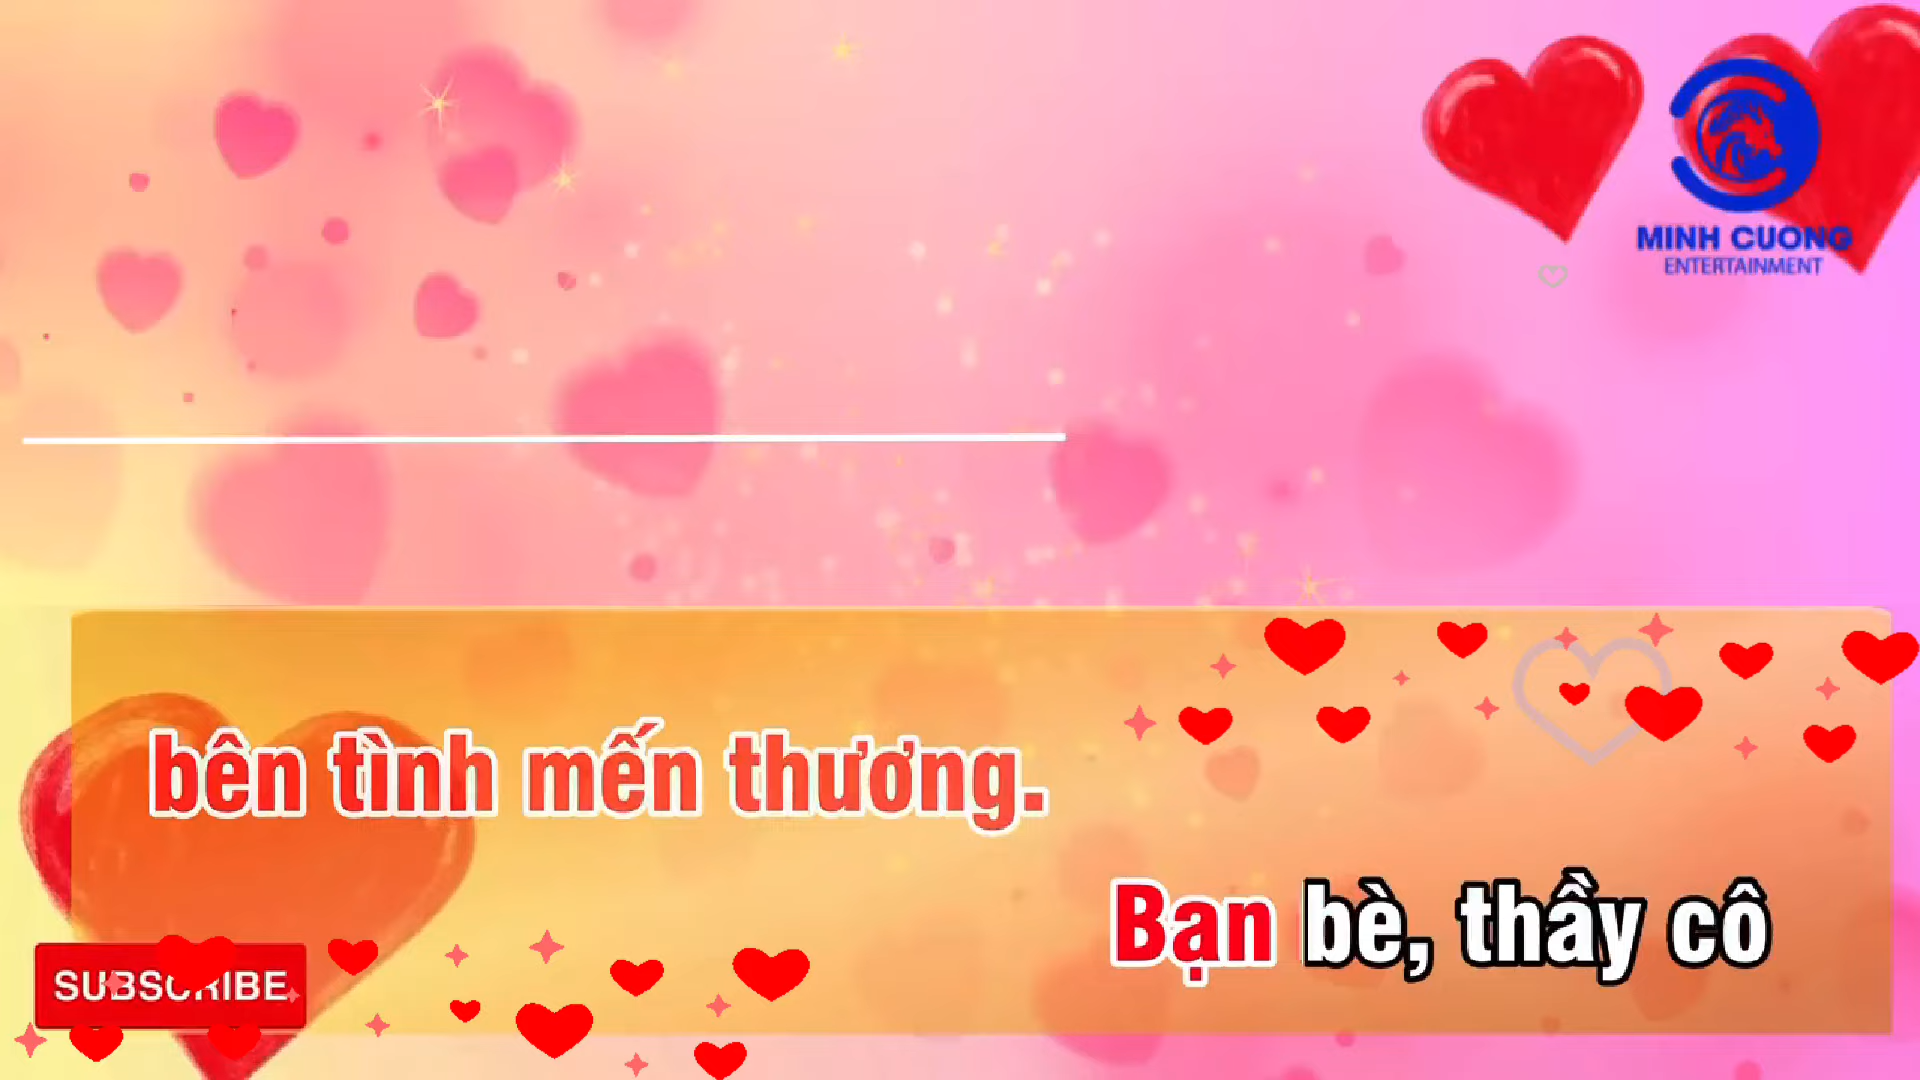 MINH CUONG
ENTERTAINMENT
bên tình mến thương.
Bạn bè, thầy cô
SUBSCRIBE